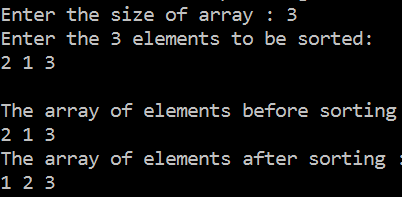 Enter the size of array : 3
Enter the 3 elements to be sorted:
2 1 3
The array of elements before sorting
2 1 3
The array of elements after sorting :
1 2 3